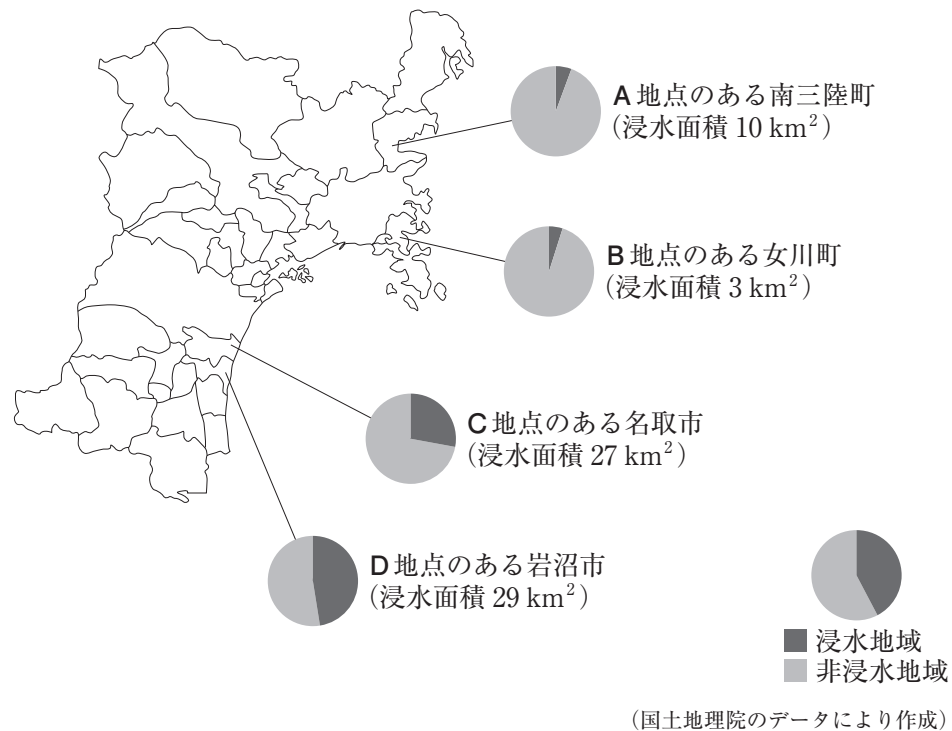 A地点のある南三陸町
(浸水面積 10 km²)
B地点のある女川町
(浸水面積 3 km²)
C地点のある名取市
(浸水面積 27 km²)
D地点のある岩沼市
(浸水面積 29 km²)
浸水地域
非浸水地域
(国土地理院のデータにより作成)